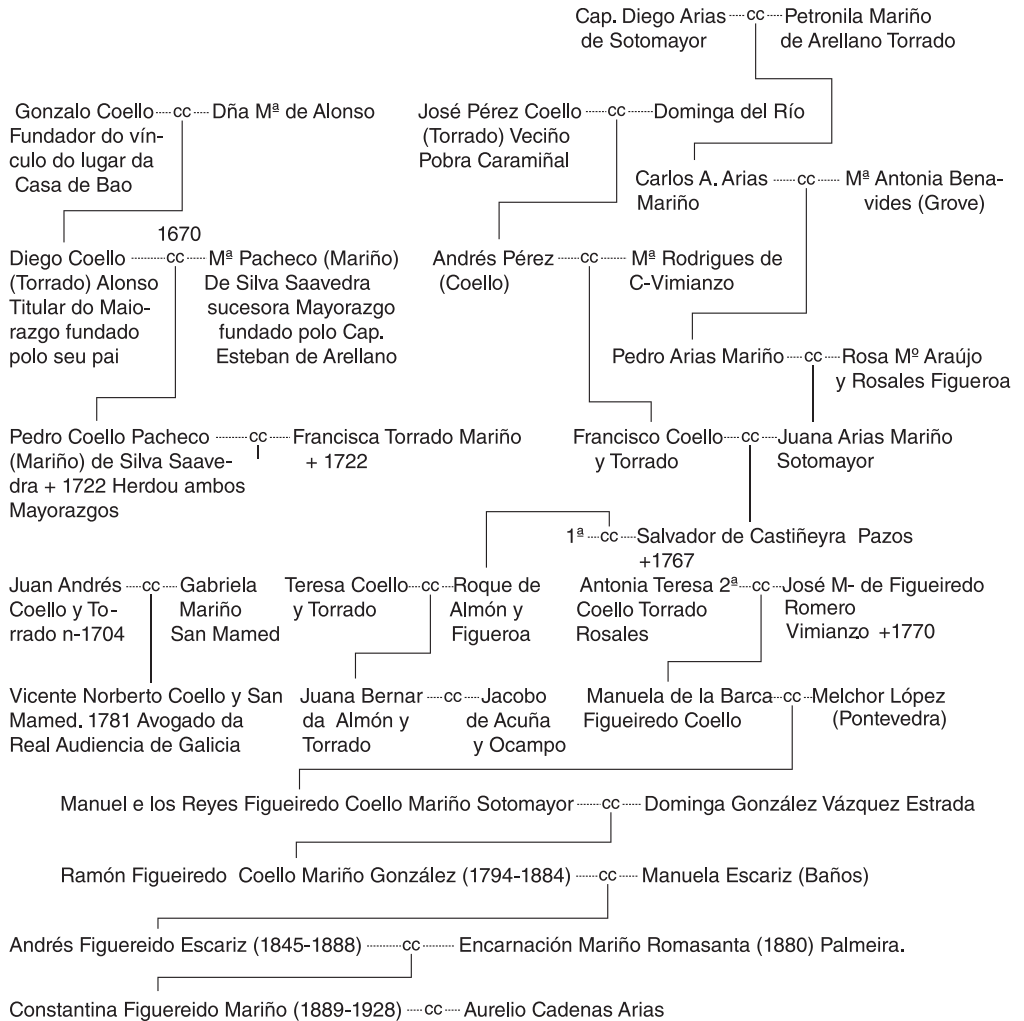 Cap. Diego Arias cc Petronila Mariño
de Sotomayor de Arellano Torrado
Gonzalo Coello cc Dña Mª de Alonso
Fundador do vín-
culo do lugar da
Casa de Bao
José Pérez Coello cc Dominga del Río
(Torrado) Veciño
Pobra Caramiñal
Carlos A. Arias cc Mª Antonia Bena-
Mariño vides (Grove)
1670
Diego Coello cc Mª Pacheco (Mariño)
(Torrado) Alonso De Silva Saavedra
Titular do Maio- sucesora Mayorazgo
razgo fundado fundado polo Cap.
polo seu pai Esteban de Arellano
Andrés Pérez cc Mª Rodrigues de
(Coello) C-Vimianzo
Pedro Arias Mariño cc Rosa Mº Araújo
y Rosales Figueroa
Pedro Coello Pacheco cc Francisca Torrado Mariño
(Mariño) de Silva Saave- + 1722
dra + 1722 Herdou ambos
Mayorazgos
Francisco Coello cc Juana Arias Mariño
y Torrado Sotomayor
1ª cc Salvador de Castiñeyra Pazos
+1767
Juan Andrés cc Gabriela
Coello y To- Mariño
rrado n-1704 San Mamed
Teresa Coello cc Roque de
y Torrado Almón y
Figueroa
Antonia Teresa 2ª cc José M- de Figueiredo
Coello Torrado Romero
Rosales Vimianzo +1770
Vicente Norberto Coello y San
Mamed. 1781 Avogado da
Real Audiencia de Galicia
Juana Bernar cc Jacobo
da Almón y de Acuña
Torrado y Ocampo
Manuela de la Barca cc Melchor López
Figueiredo Coello (Pontevedra)
Manuel e los Reyes Figueiredo Coello Mariño Sotomayor cc Dominga González Vázquez Estrada
Ramón Figueiredo Coello Mariño González (1794-1884) cc Manuela Escariz (Baños)
Andrés Figuereido Escariz (1845-1888) cc Encarnación Mariño Romasanta (1880) Palmeira.
Constantina Figuereido Mariño (1889-1928) cc Aurelio Cadenas Arias